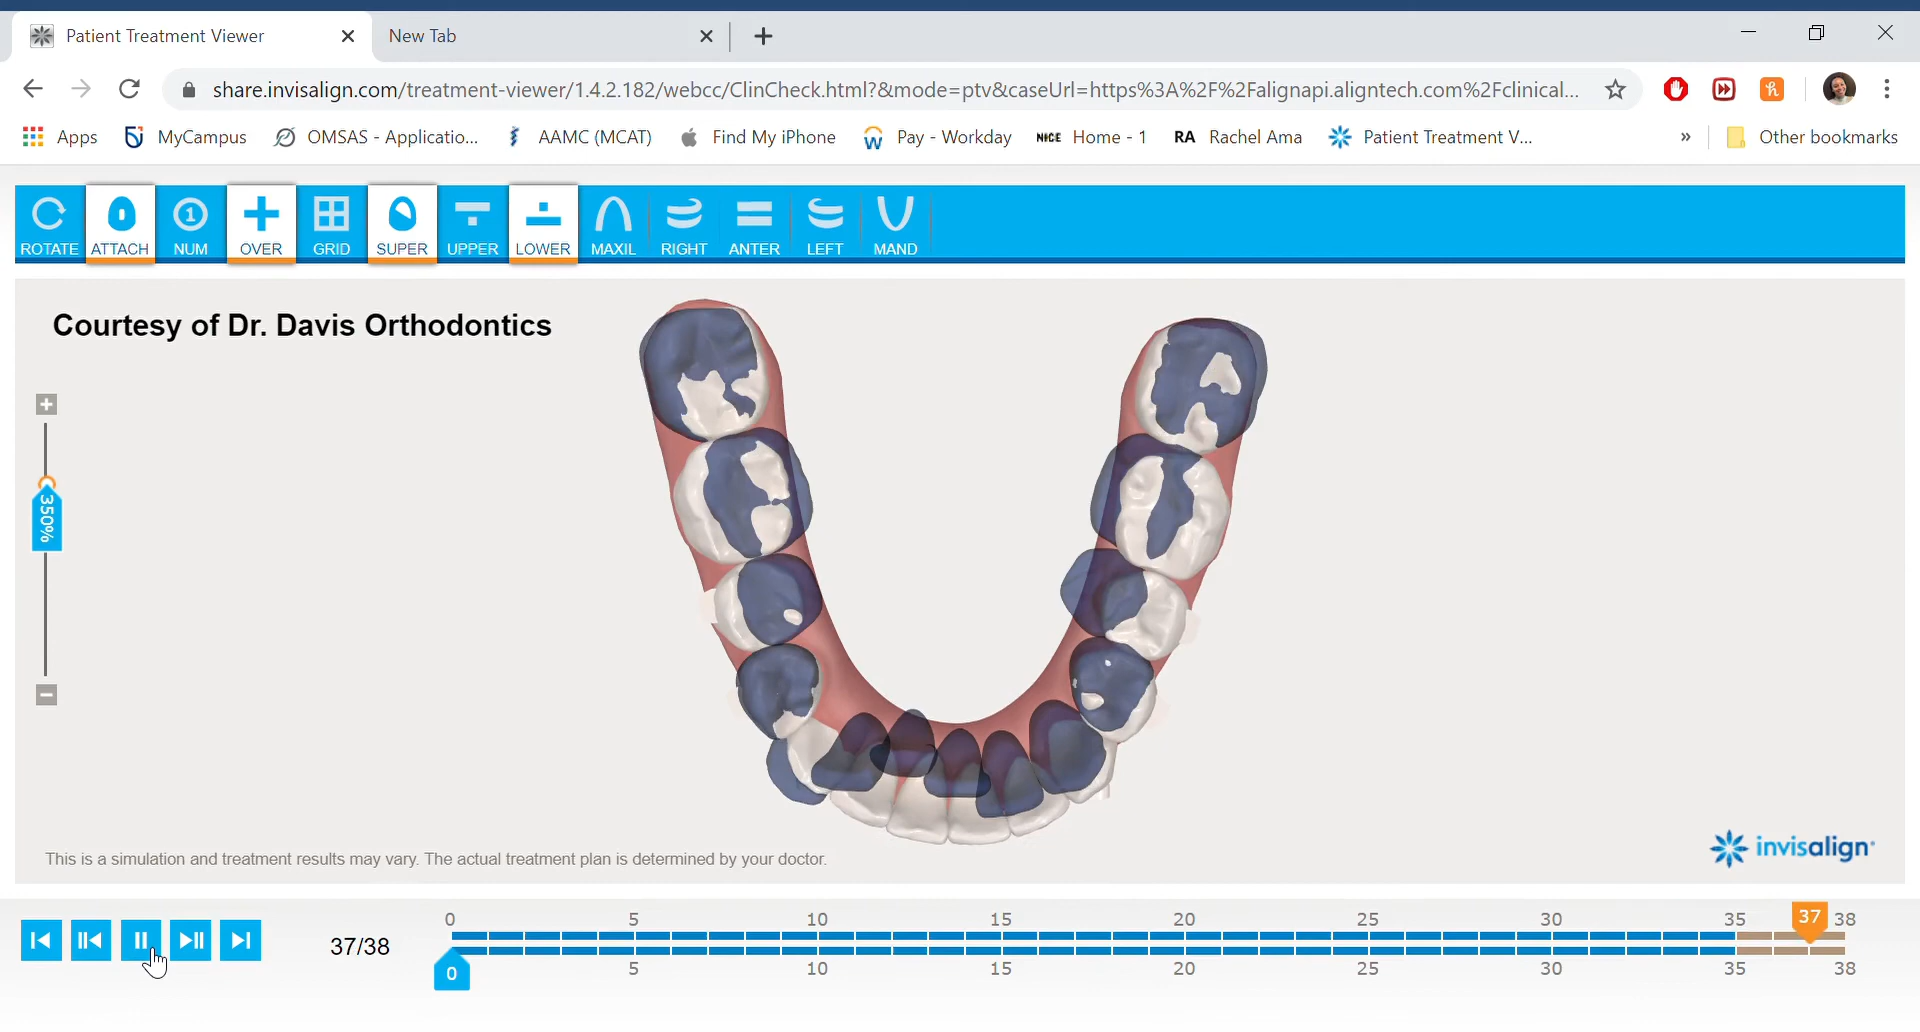 Patient Treatment Viewer
New Tab
share.invisalign.com/treatment-viewer/1.4.2.182/webcc/ClinCheck.html?&mode=ptv&caseUrl=https%3A%2F%2Falignapi.aligntech.com%2Fclinical...
Apps MyCampus OMSAS - Applicatio... AAMC (MCAT) Find My iPhone Pay - Workday NICE Home - 1 RA Rachel Ama Patient Treatment V... » Other bookmarks
ROTATE ATTACH 1 NUM OVER GRID SUPER UPPER LOWER MAXIL RIGHT ANTER LEFT MAND
Courtesy of Dr. Davis Orthodontics
350%
This is a simulation and treatment results may vary. The actual treatment plan is determined by your doctor.
invisalign
0 5 10 15 20 25 30 35 37 38
37/38
0 5 10 15 20 25 30 35 38